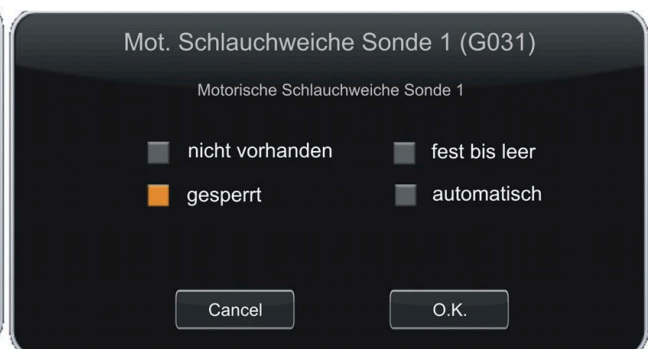 Mot. Schlauchweiche Sonde 1 (G031)
Motorische Schlauchweiche Sonde 1
nicht vorhanden
fest bis leer
gesperrt
automatisch
Cancel
O.K.